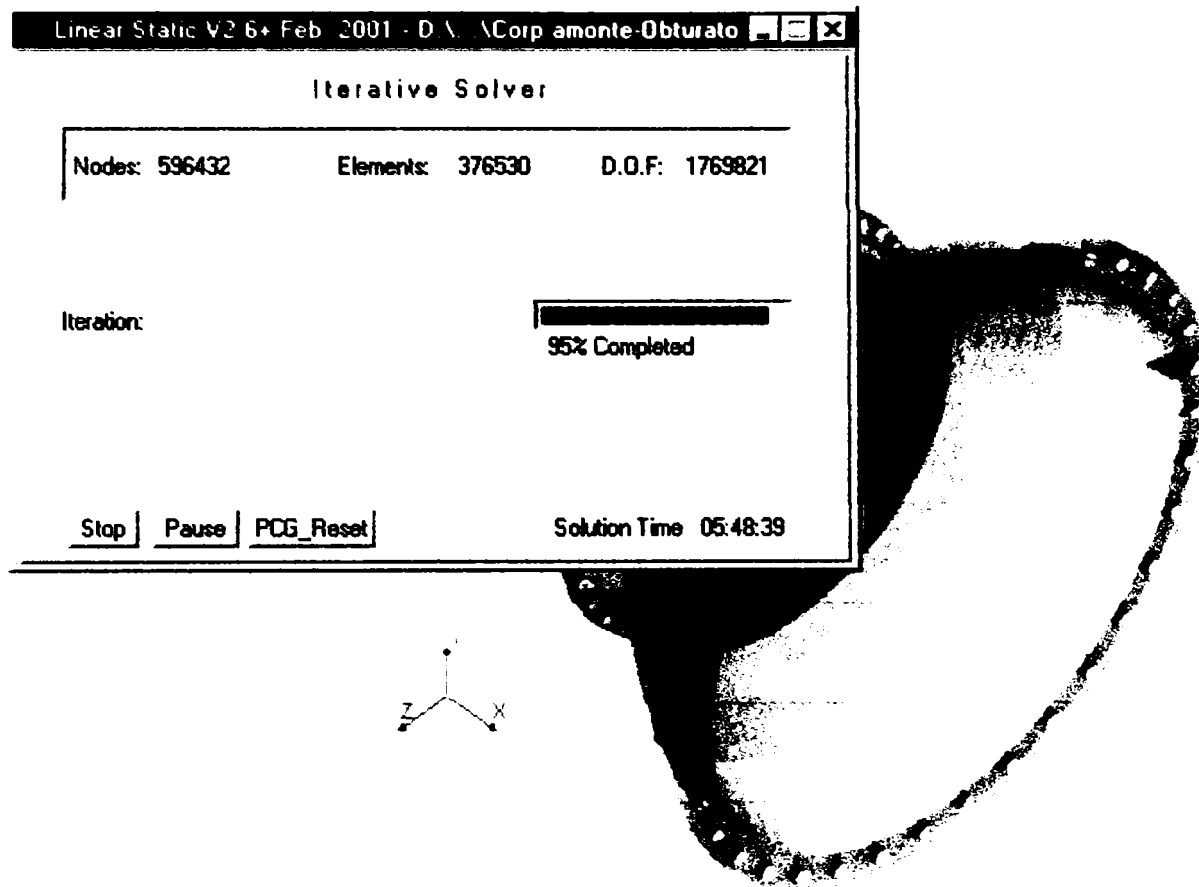 Linear Static V2.6+ Feb. 2001 - D:\...\Corp amonte-Obturato
Iterative Solver
Nodes: 596432 Elements: 376530 D.O.F: 1769821
Iteration:
95% Completed
Stop Pause PCG_Reset Solution Time 05:48:39
Z X